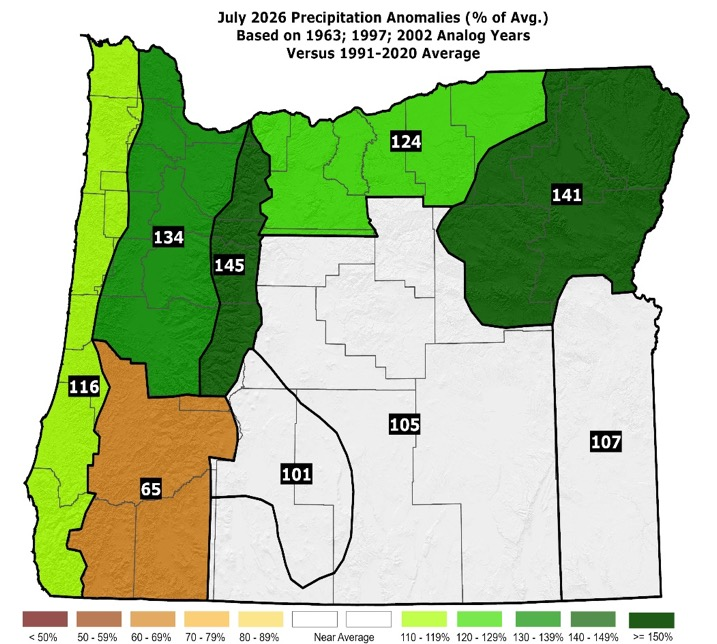 July 2026 Precipitation Anomalies (% of Avg.)
Based on 1963; 1997; 2002 Analog Years
Versus 1991-2020 Average
124
141
134
145
116
105
107
101
65
< 50%
50 - 59%
60 - 69%
70 - 79%
80 - 89%
Near Average
110 - 119%
120 - 129%
130 - 139%
140 - 149%
>= 150%